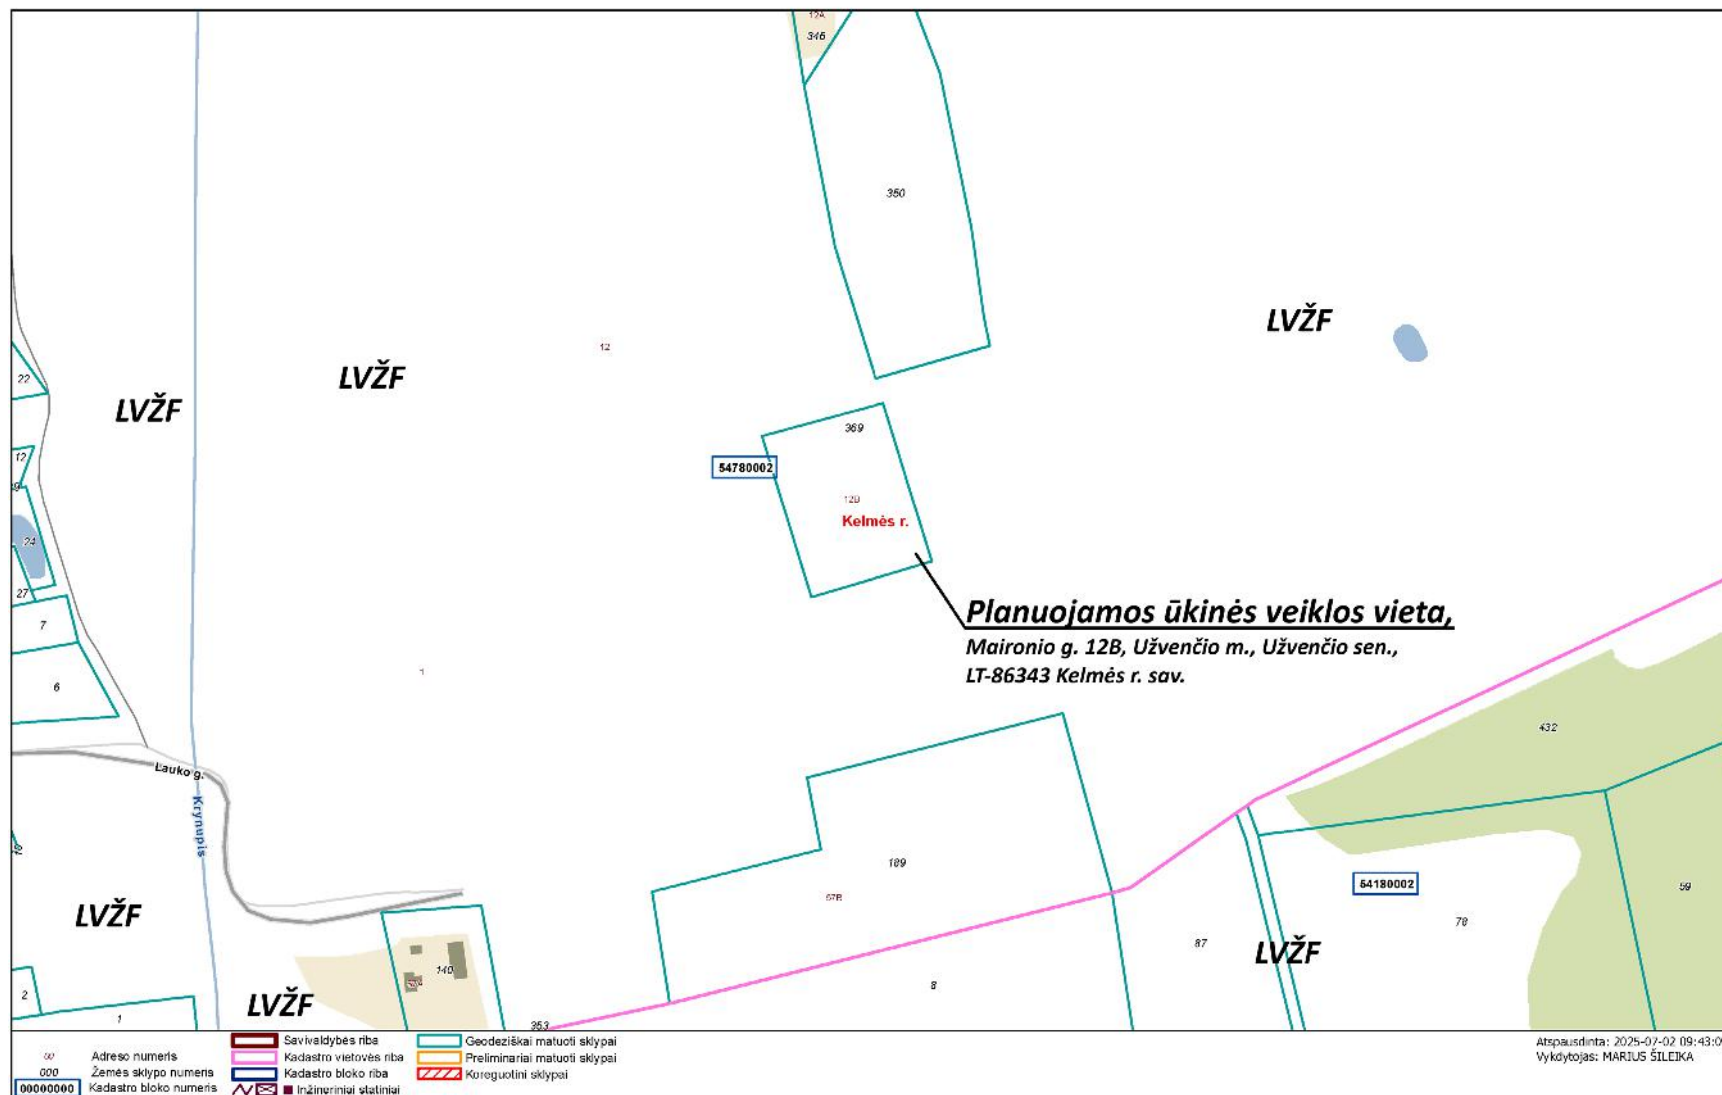 12A
346
350
LVŽF
12
LVŽF
22
LVŽF
369
12
54780002
12B
Kelmės r.
24
27
Planuojamos ūkinės veiklos vieta,
Maironio g. 12B, Užvenčio m., Užvenčio sen.,
LT-86343 Kelmės r. sav.
7
1
6
432
Lauko g.
Krynupis
189
54180002
59
57B
LVŽF
78
87
LVŽF
140
8
2
LVŽF
1
353
Savivaldybės riba
Geodeziškai matuoti sklypai
00 Adreso numeris
Kadastro vietovės riba
Preliminariai matuoti sklypai
000 Žemės sklypo numeris
Kadastro bloko riba
Koreguotini sklypai
00000000 Kadastro bloko numeris
Inžineriniai statiniai
Atspausdinta: 2025-07-02 09:43:0
Vykdytojas: MARIUS ŠILEIKA